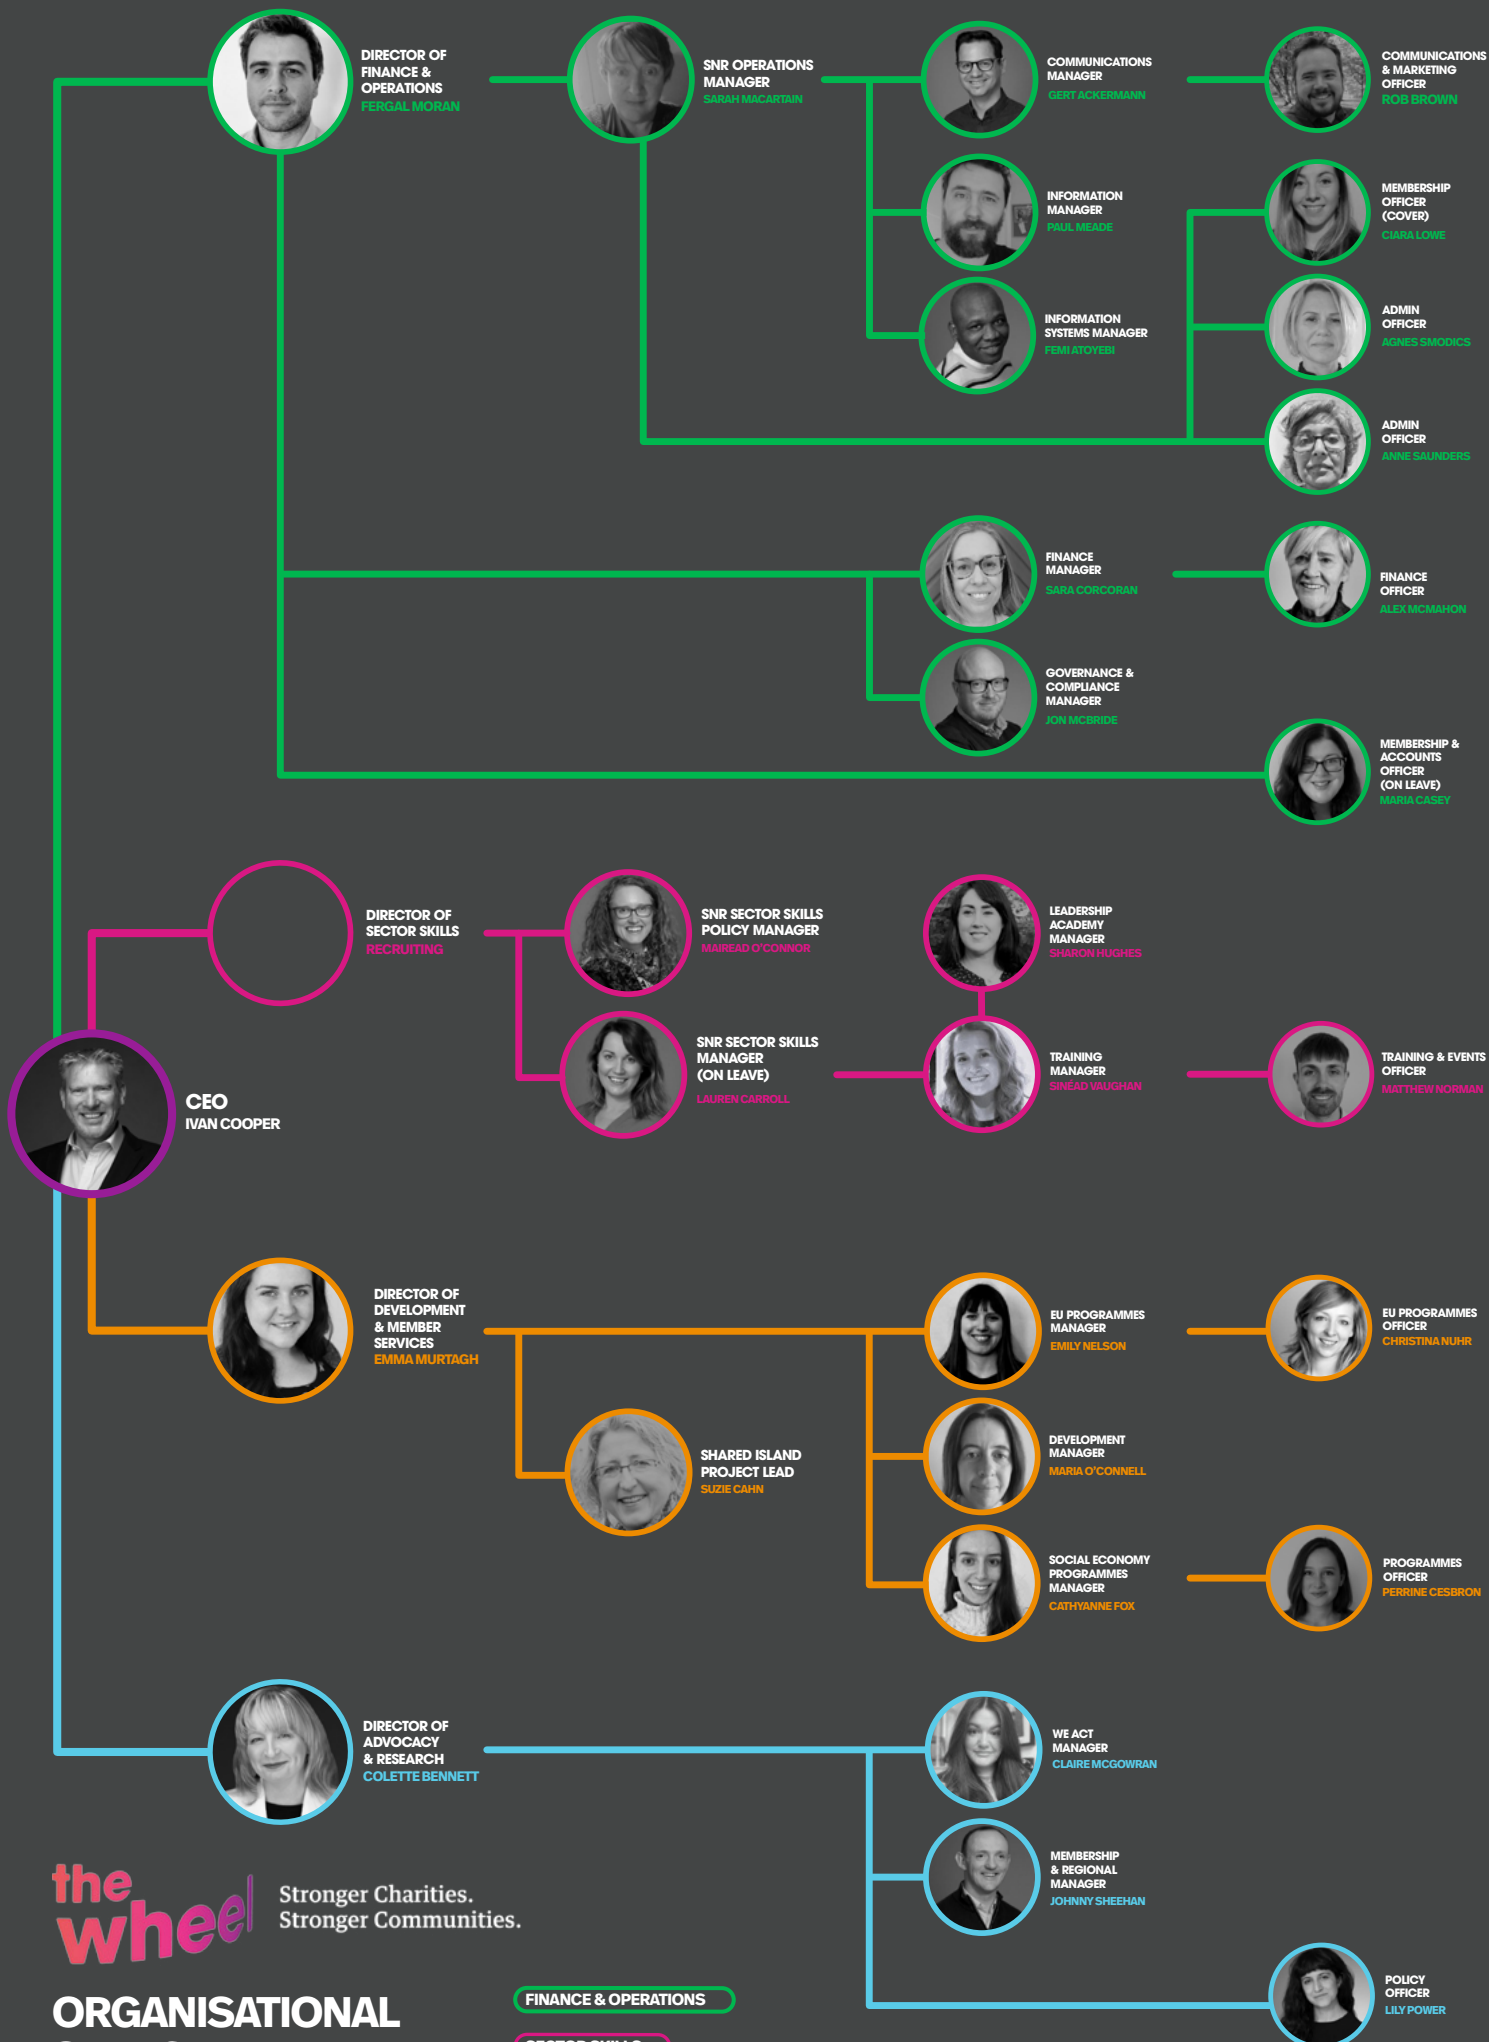 DIRECTOR OF
FINANCE &
OPERATIONS
FERGAL MORAN
SNR OPERATIONS
MANAGER
SARAH MACARTAIN
COMMUNICATIONS
MANAGER
GERT ACKERMANN
COMMUNICATIONS
& MARKETING
OFFICER
ROB BROWN
INFORMATION
MANAGER
PAUL MEADE
MEMBERSHIP
OFFICER
(COVER)
CIARA LOWE
INFORMATION
SYSTEMS MANAGER
FEMI ATOYEBI
ADMIN
OFFICER
AGNES SMODICS
ADMIN
OFFICER
ANNE SAUNDERS
FINANCE
MANAGER
SARA CORCORAN
FINANCE
OFFICER
ALEX MCMAHON
GOVERNANCE &
COMPLIANCE
MANAGER
JON MCBRIDE
MEMBERSHIP &
ACCOUNTS
OFFICER
(ON LEAVE)
MARIA CASEY
DIRECTOR OF
SECTOR SKILLS
RECRUITING
SNR SECTOR SKILLS
POLICY MANAGER
MAIREAD O'CONNOR
LEADERSHIP
ACADEMY
MANAGER
SHARON HUGHES
SNR SECTOR SKILLS
MANAGER
(ON LEAVE)
LAUREN CARROLL
TRAINING
MANAGER
SINÉAD VAUGHAN
TRAINING & EVENTS
OFFICER
MATTHEW NORMAN
CEO
IVAN COOPER
DIRECTOR OF
DEVELOPMENT
& MEMBER
SERVICES
EMMA MURTAGH
EU PROGRAMMES
MANAGER
EMILY NELSON
EU PROGRAMMES
OFFICER
CHRISTINA NUHR
SHARED ISLAND
PROJECT LEAD
SUZIE CAHN
DEVELOPMENT
MANAGER
MARIA O'CONNELL
SOCIAL ECONOMY
PROGRAMMES
MANAGER
CATHYANNE FOX
PROGRAMMES
OFFICER
PERRINE CESBRON
DIRECTOR OF
ADVOCACY
& RESEARCH
COLETTE BENNETT
WE ACT
MANAGER
CLAIRE MCGOWRAN
MEMBERSHIP
& REGIONAL
MANAGER
JOHNNY SHEEHAN
POLICY
OFFICER
LILY POWER
the
wheel
Stronger Charities.
Stronger Communities.
ORGANISATIONAL
FINANCE & OPERATIONS
SECTOR SKILLS